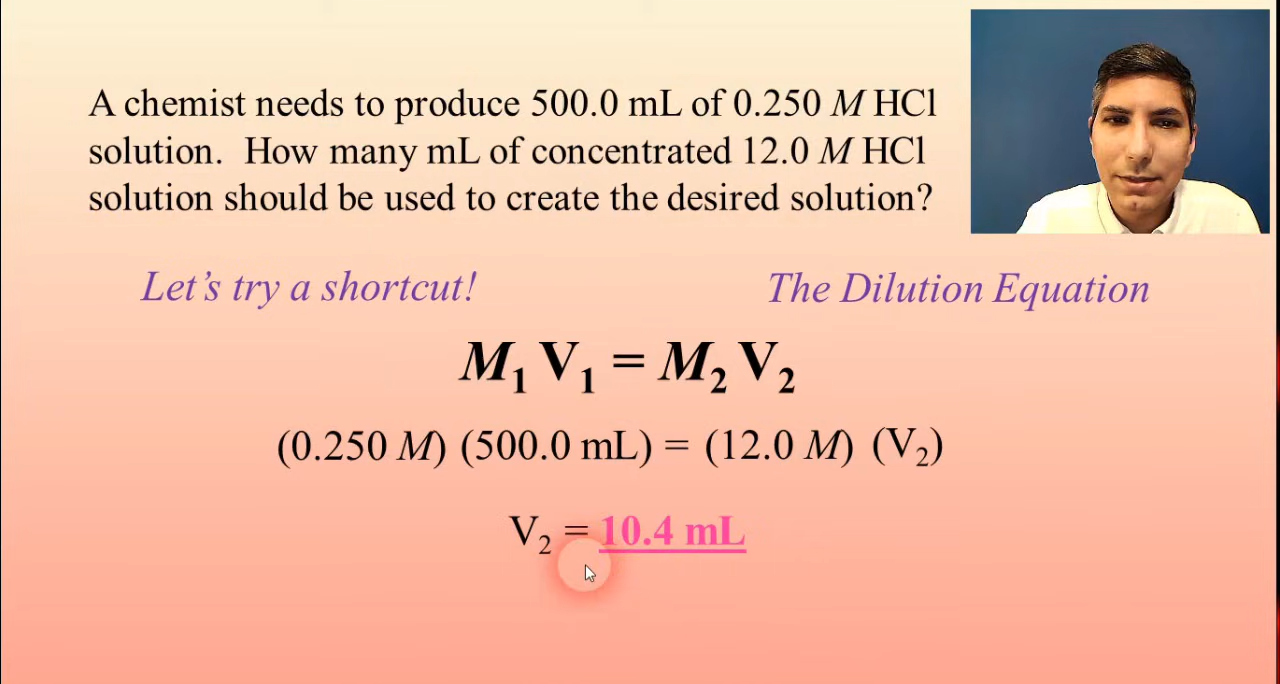 A chemist needs to produce 500.0 mL of 0.250 M HCl
solution. How many mL of concentrated 12.0 M HCl
solution should be used to create the desired solution?
Let's try a shortcut!
The Dilution Equation
M₁ V₁ = M₂ V₂
(0.250 M) (500.0 mL) = (12.0 M) (V₂)
V₂ = 10.4 mL